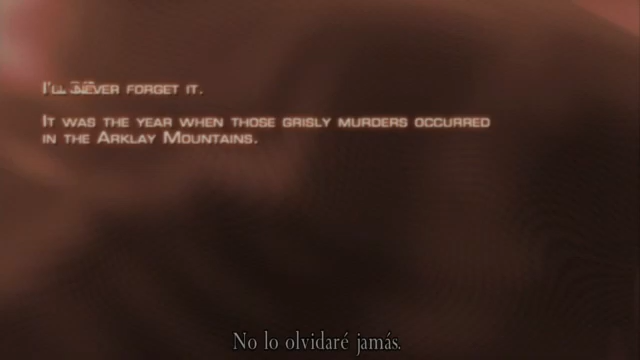 I'll never forget it.
It was the year when those grisly murders occurred
in the Arklay Mountains.
No lo olvidaré jamás.